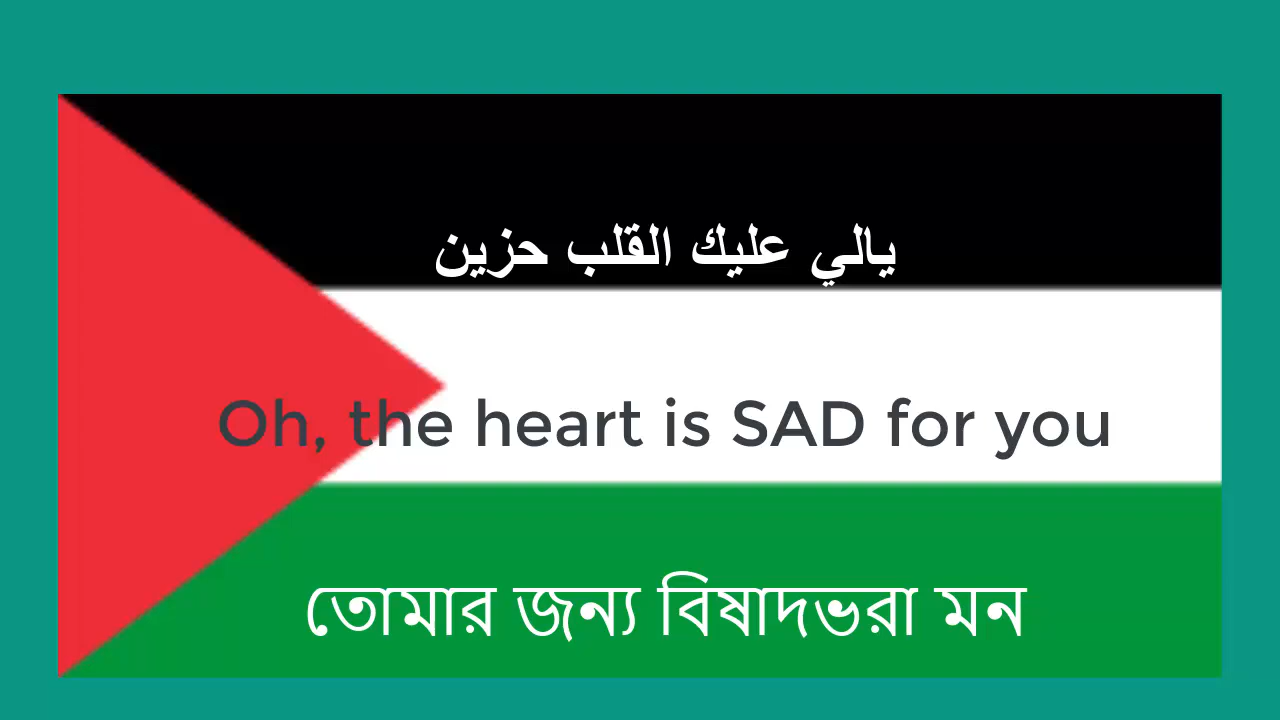 يالي عليك القلب حزين
Oh, the heart is SAD for you
তোমার জন্য বিষাদভরা মন